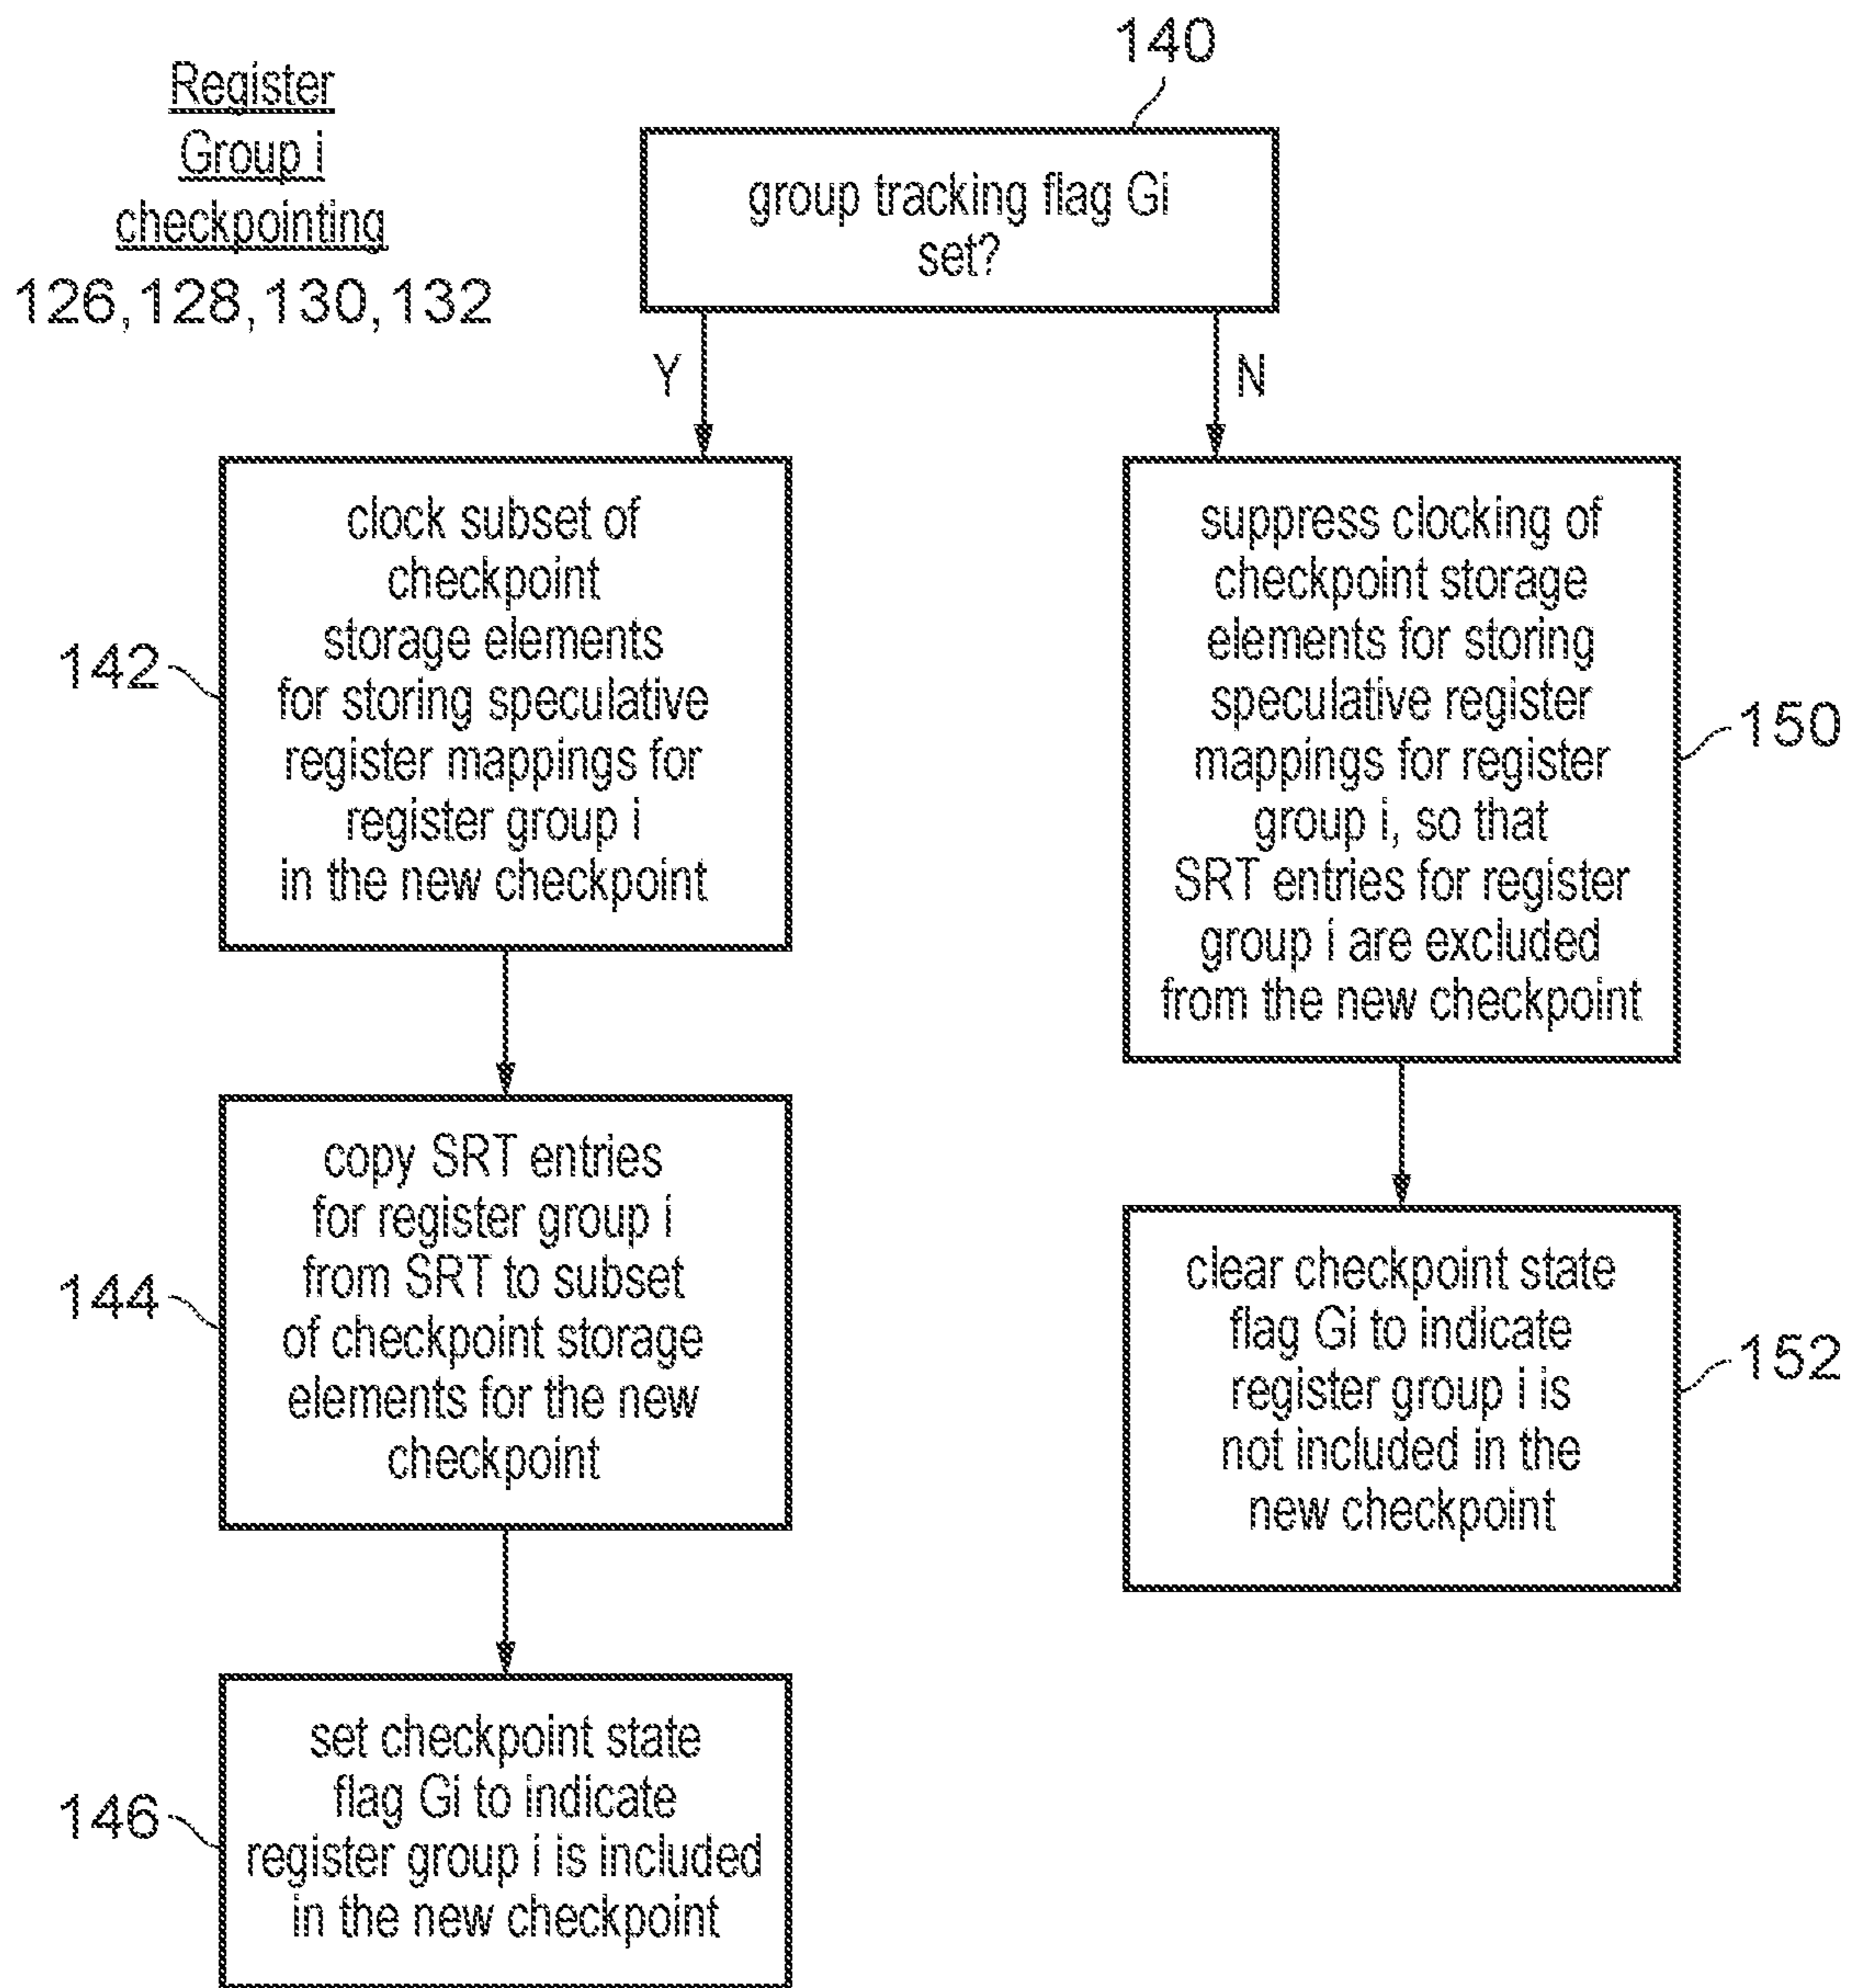 Register
Group i
checkpointing
126, 128, 130, 132
140
group tracking flag Gi
set?
Y
N
142
clock subset of
checkpoint
storage elements
for storing speculative
register mappings for
register group i
in the new checkpoint
suppress clocking of
checkpoint storage
elements for storing
speculative register
mappings for register
group i, so that
SRT entries for register
group i are excluded
from the new checkpoint
150
144
copy SRT entries
for register group i
from SRT to subset
of checkpoint storage
elements for the new
checkpoint
clear checkpoint state
flag Gi to indicate
register group i is
not included in the
new checkpoint
152
146
set checkpoint state
flag Gi to indicate
register group i is included
in the new checkpoint